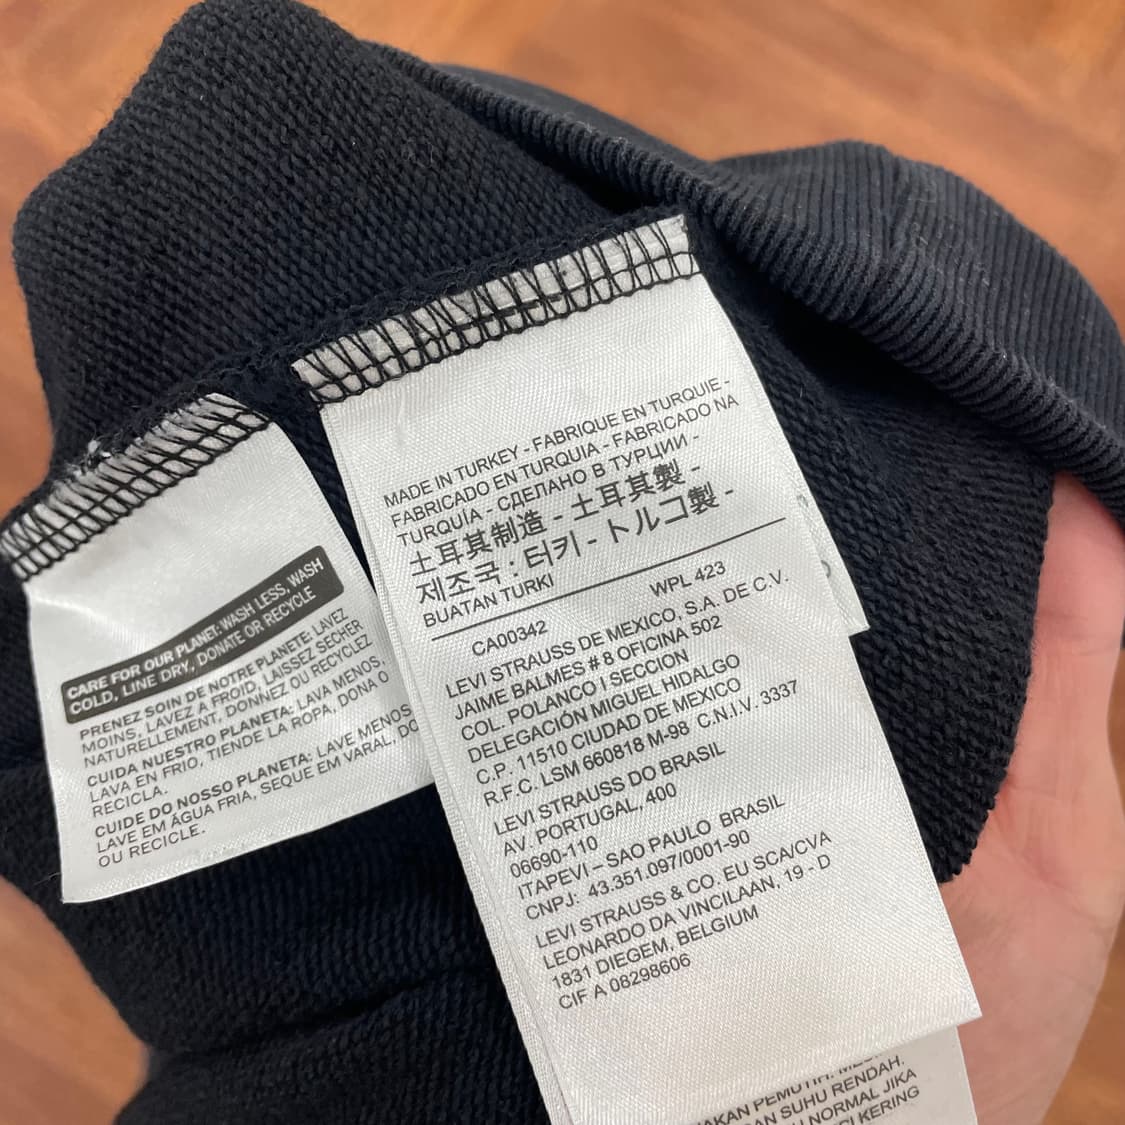 CARE FOR OUR PLANET: WASH LESS, WASH
COLD, LINE DRY, DONATE OR RECYCLE
PRENEZ SOIN DE NOTRE PLANETE: LAVEZ
MOINS, LAVEZ A FROID, LAISSEZ SECHER
NATURELLEMENT, DONNEZ OU RECYCLEZ
CUIDA NUESTRO PLANETA: LAVA MENOS,
LAVA EN FRIO, TIENDE LA ROPA, DONA O
RECICLA.
CUIDE DO NOSSO PLANETA: LAVE MENOS
LAVE EM ÁGUA FRIA, SEQUE EM VARAL, DO
OU RECICLE.
MADE IN TURKEY - FABRIQUE EN TURQUIE -
FABRICADO EN TURQUIA - FABRICADO NA
TURQUÍA - СДЕЛАНО В ТУРЦИИ -
土耳其制造 - 土耳其製 -
제조국 : 터키 - トルコ製 -
BUATAN TURKI
CA00342 WPL 423
LEVI STRAUSS DE MEXICO, S.A. DE C.V.
JAIME BALMES # 8 OFICINA 502
COL. POLANCO I SECCION
DELEGACIÓN MIGUEL HIDALGO
C.P. 11510 CIUDAD DE MEXICO
R.F.C. LSM 660818 M-98 C.N.I.V. 3337
LEVI STRAUSS DO BRASIL
AV. PORTUGAL, 400
06690-110
ITAPEVI – SAO PAULO BRASIL
CNPJ: 43.351.097/0001-90
LEVI STRAUSS & CO. EU SCA/CVA
LEONARDO DA VINCILAAN, 19 - D
1831 DIEGEM, BELGIUM
CIF A 08298606
PEMUTIH.
SUHU RENDAH.
NORMAL JIKA
KERING